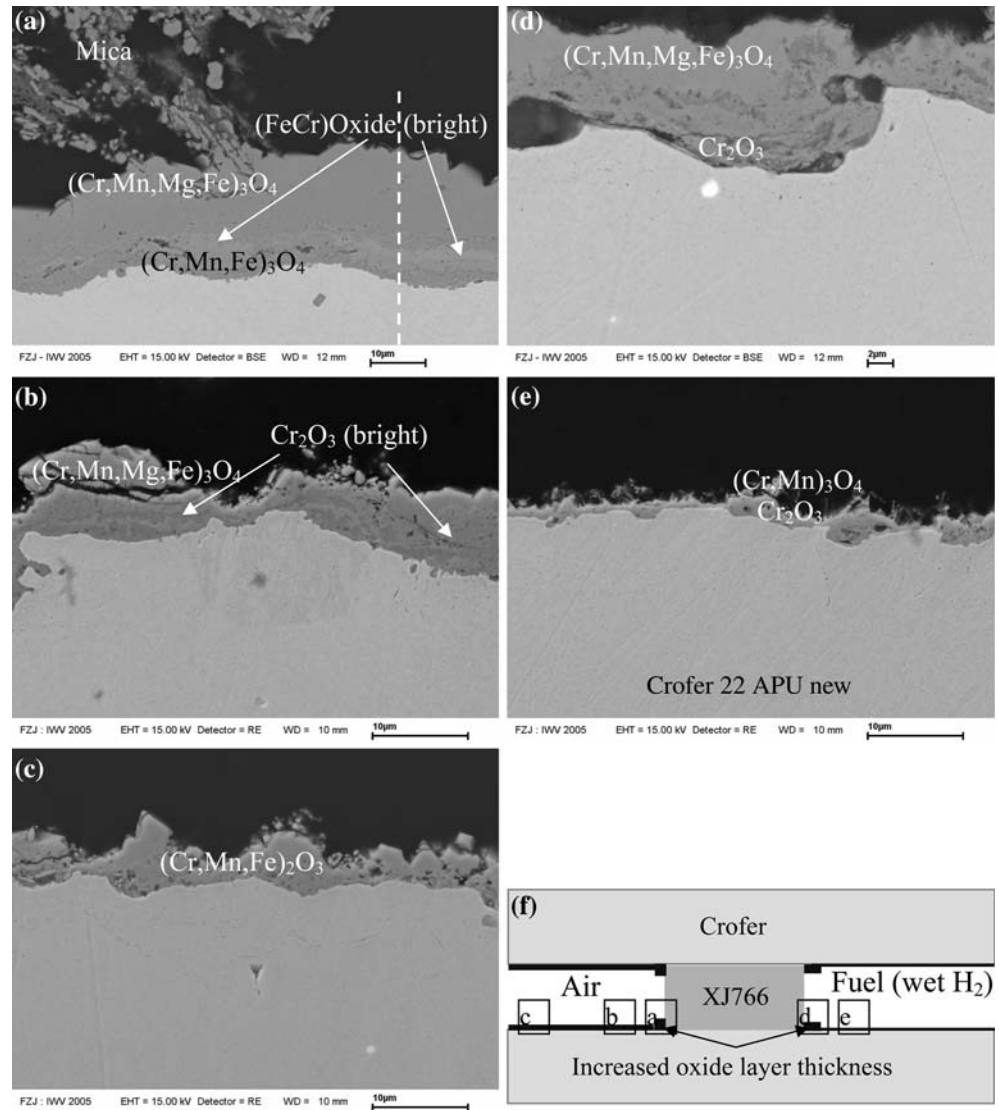 (a)
Mica
(FeCr)Oxide (bright)
(Cr,Mn,Mg,Fe)₃O₄
(Cr,Mn,Fe)₃O₄
FZJ - IWV 2005 EHT = 15.00 kV Detector = BSE WD = 12 mm 10µm
(b)
Cr₂O₃ (bright)
(Cr,Mn,Mg,Fe)₃O₄
FZJ : IWV 2005 EHT = 15.00 kV Detector = RE WD = 10 mm 10µm
(c)
(Cr,Mn,Fe)₂O₃
FZJ : IWV 2005 EHT = 15.00 kV Detector = RE WD = 10 mm 10µm
(d)
(Cr,Mn,Mg,Fe)₃O₄
Cr₂O₃
FZJ - IWV 2005 EHT = 15.00 kV Detector = BSE WD = 12 mm 2µm
(e)
(Cr,Mn)₃O₄
Cr₂O₃
Crofer 22 APU new
FZJ : IWV 2005 EHT = 15.00 kV Detector = RE WD = 10 mm 10µm
(f)
Crofer
Air
XJ766
Fuel (wet H₂)
c
b
a
d
e
Increased oxide layer thickness